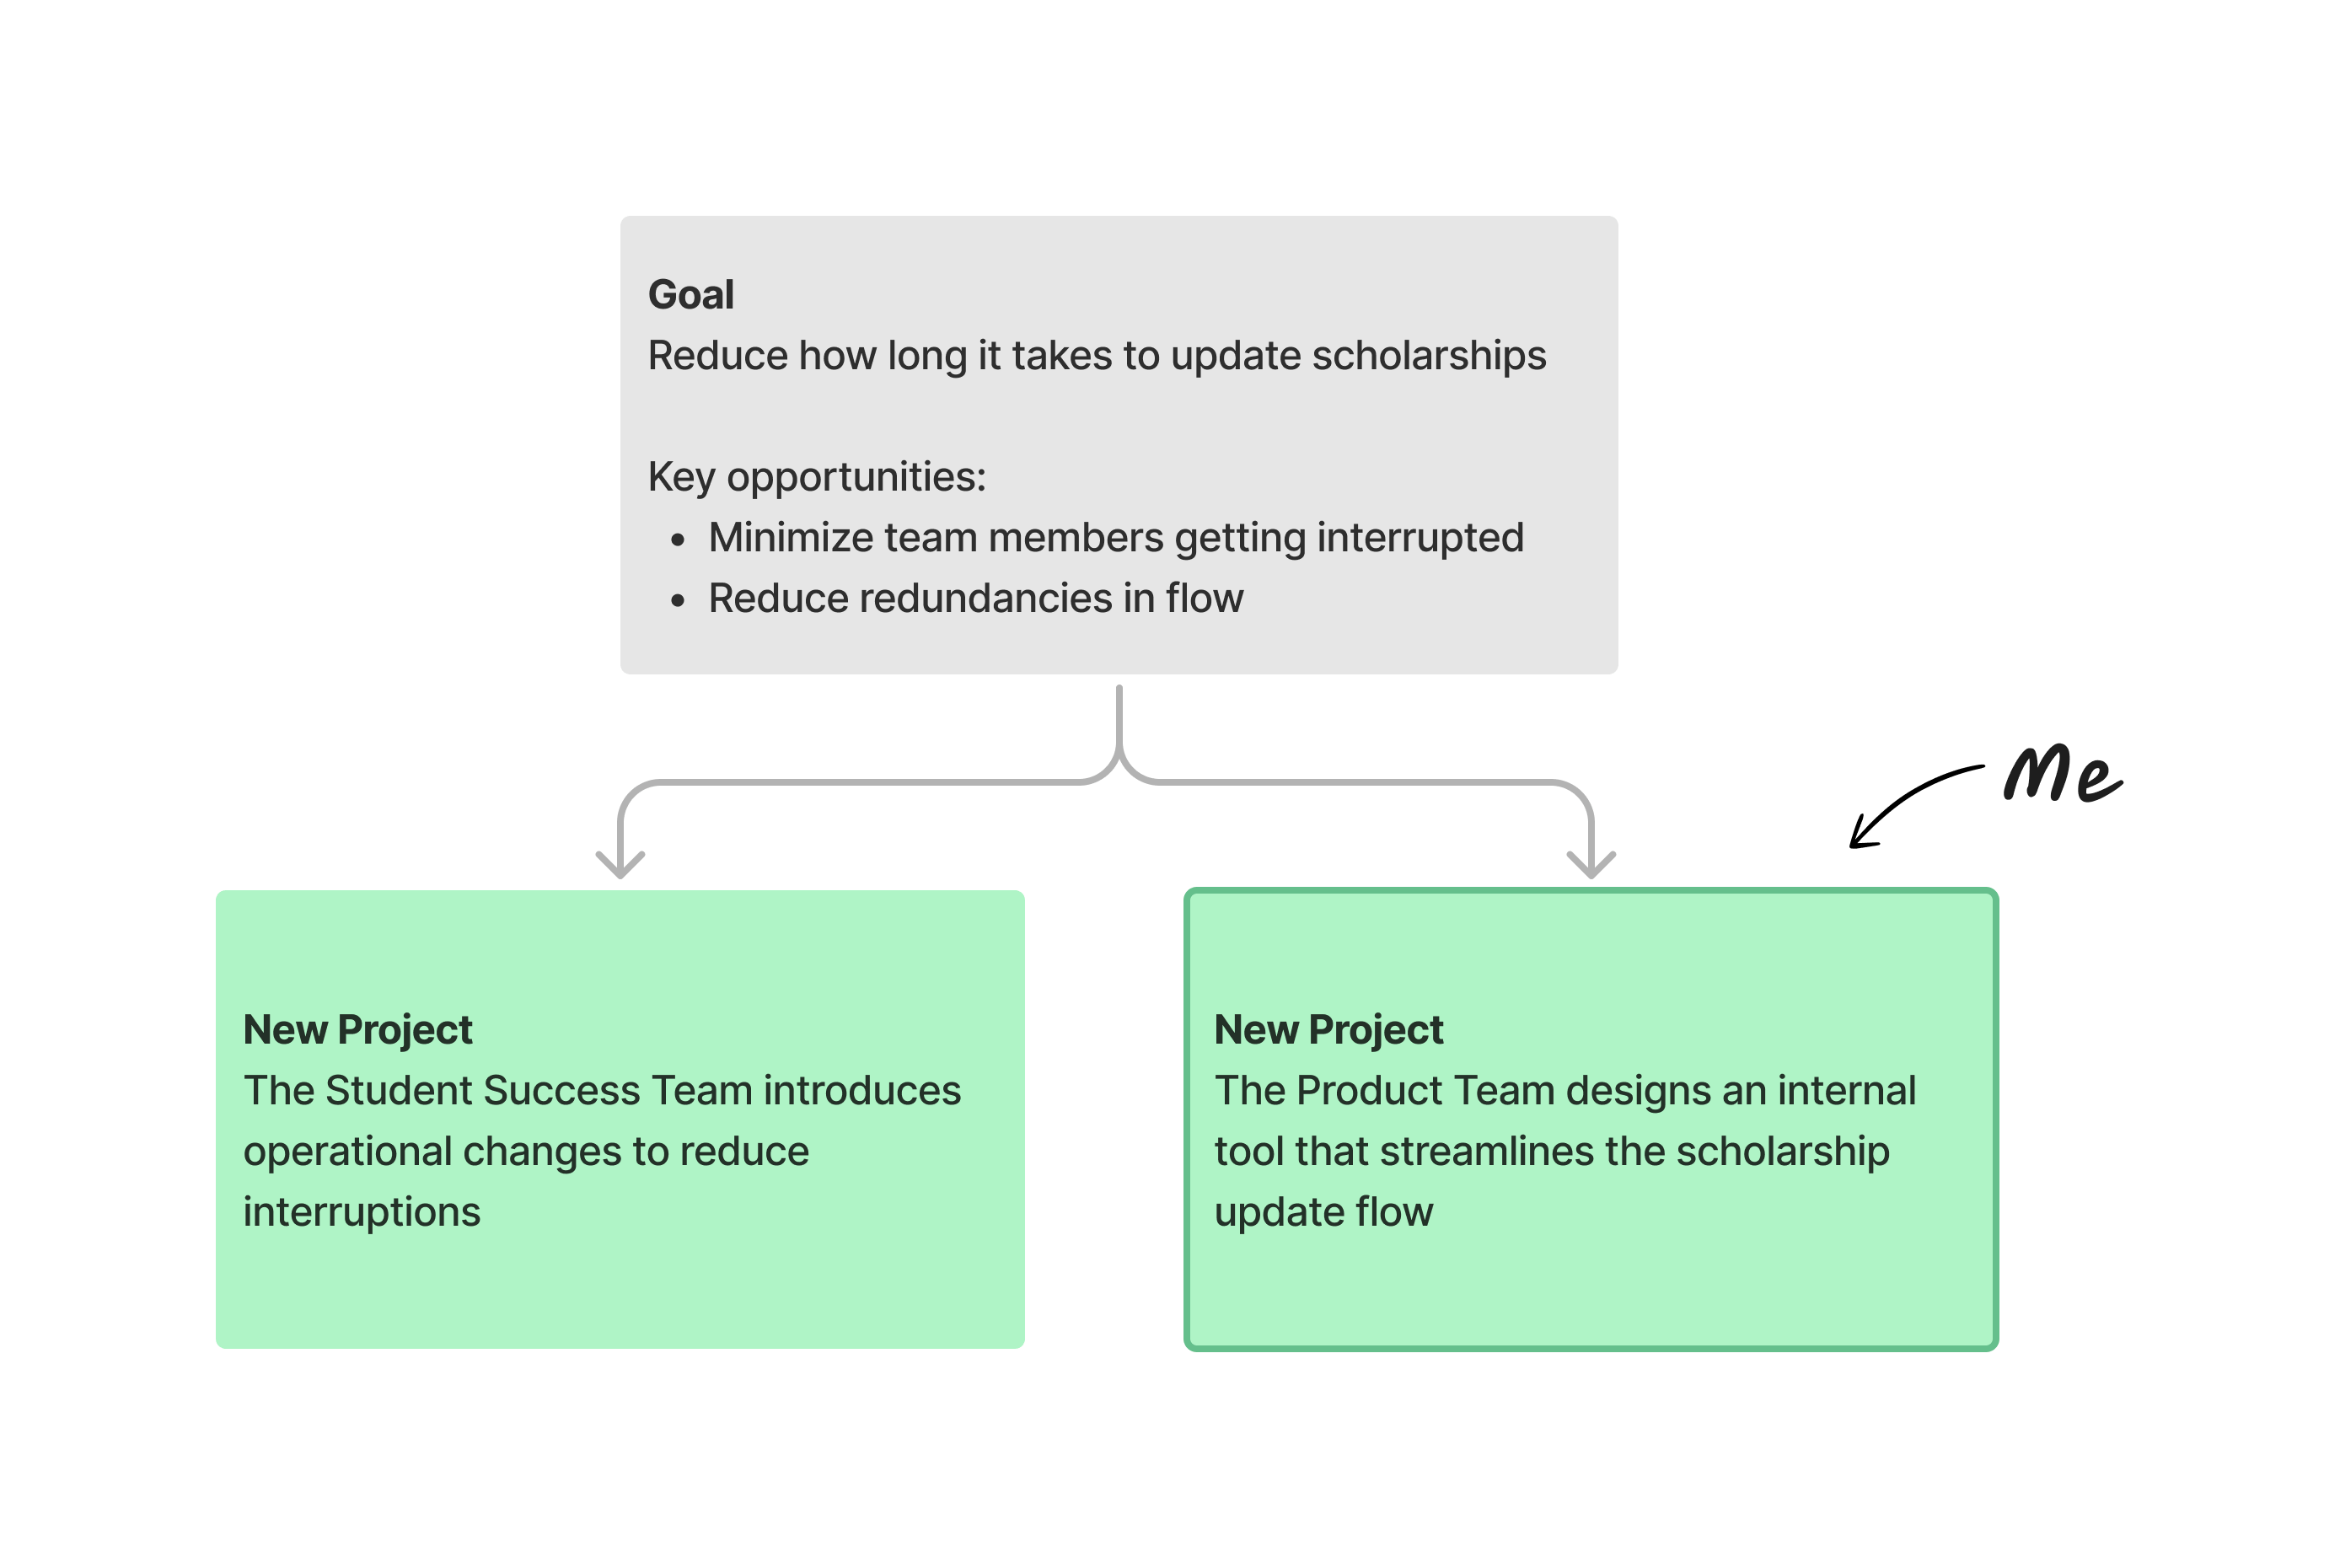 Goal
Reduce how long it takes to update scholarships
Key opportunities:
• Minimize team members getting interrupted
• Reduce redundancies in flow
Me
New Project
The Student Success Team introduces
operational changes to reduce
interruptions
New Project
The Product Team designs an internal
tool that streamlines the scholarship
update flow